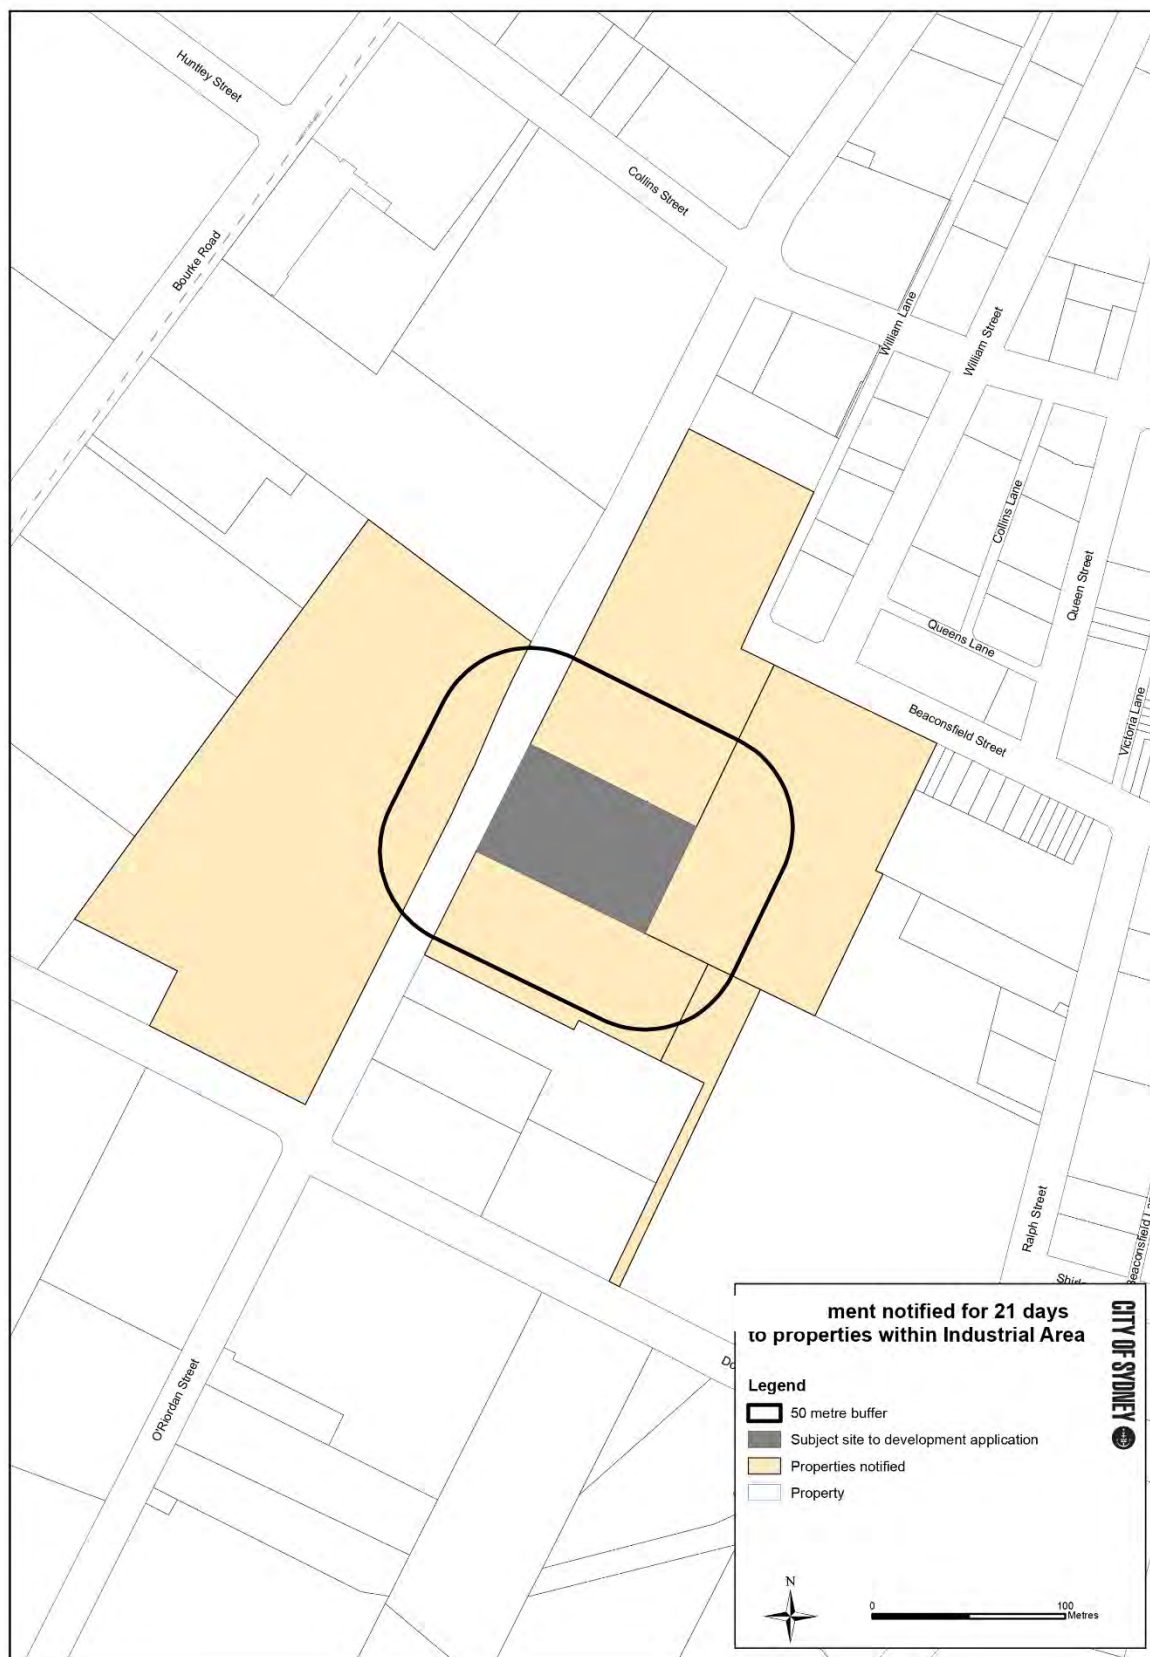 Huntley Street
Collins Street
Bourke Road
William Lane
William Street
Collins Lane
Queen Street
Queens Lane
Victoria Lane
Beaconsfield Street
Ralph Street
O'Riordan Street
ment notified for 21 days
to properties within Industrial Area
CITY OF SYDNEY
Legend
50 metre buffer
Subject site to development application
Properties notified
Property
N
0 100
Metres